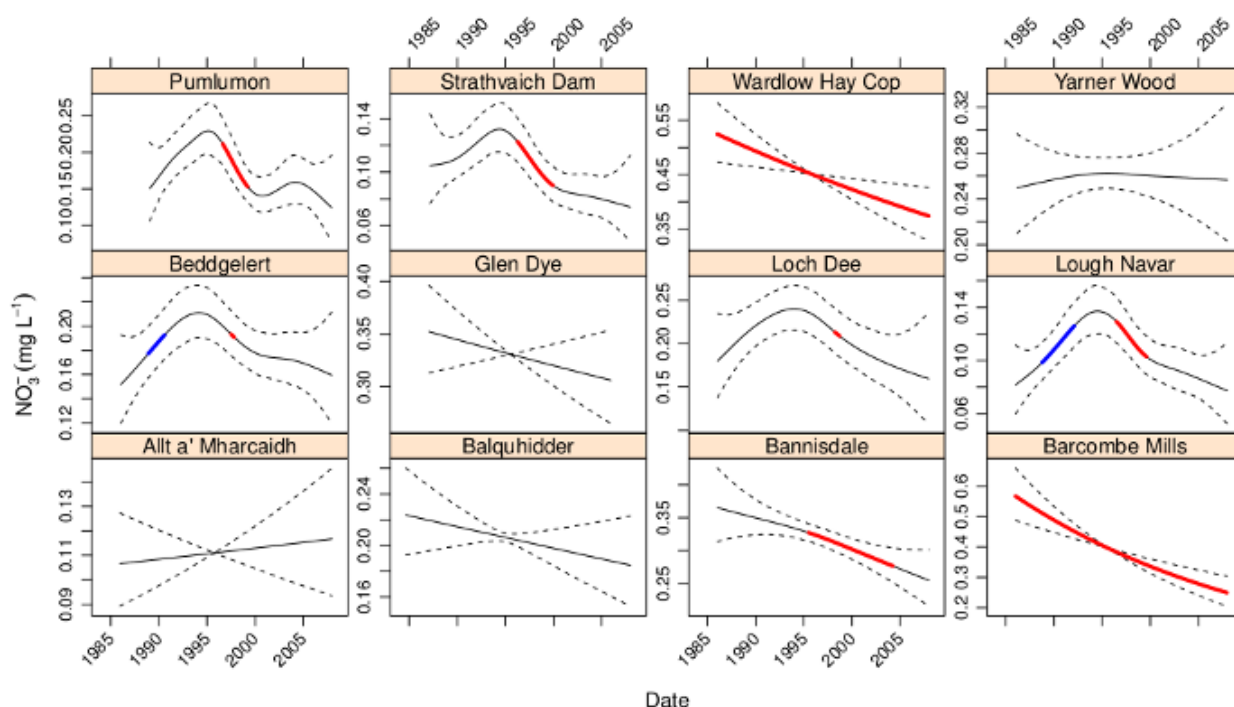 1985 1990 1995 2000 2005 1985 1990 1995 2000 2005
Pumlumon Strathvaich Dam Wardlow Hay Cop Yarner Wood
0.10 0.15 0.20 0.25
0.06 0.10 0.14
0.35 0.45 0.55
0.20 0.24 0.28 0.32
Beddgelert Glen Dye Loch Dee Lough Navar
0.12 0.16 0.20
0.30 0.35 0.40
0.15 0.20 0.25
0.06 0.10 0.14
NO₃⁻ (mg L⁻¹)
Allt a' Mharcaidh Balquhidder Bannisdale Barcombe Mills
0.09 0.11 0.13
0.16 0.20 0.24
0.25 0.35
0.2 0.3 0.4 0.5 0.6
1985 1990 1995 2000 2005 1985 1990 1995 2000 2005
Date